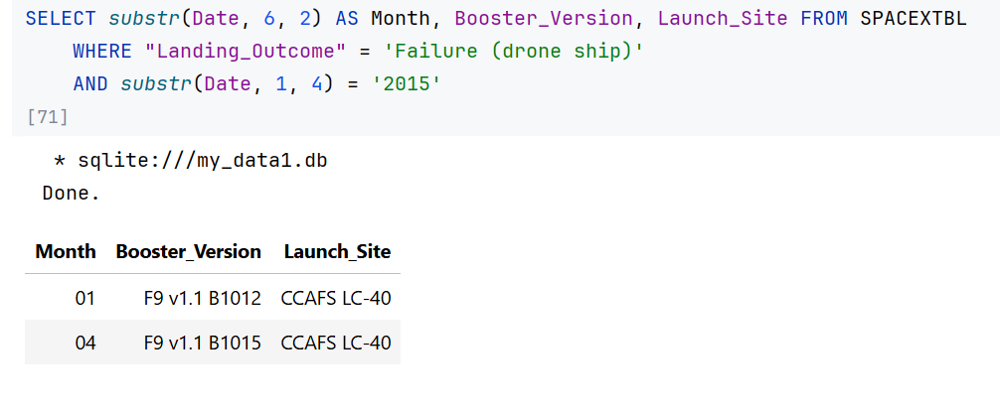 SELECT substr(Date, 6, 2) AS Month, Booster_Version, Launch_Site FROM SPACEXTBL
WHERE "Landing_Outcome" = 'Failure (drone ship)'
AND substr(Date, 1, 4) = '2015'
[71]
* sqlite:///my_data1.db
Done.
Month Booster_Version Launch_Site
01 F9 v1.1 B1012 CCAFS LC-40
04 F9 v1.1 B1015 CCAFS LC-40